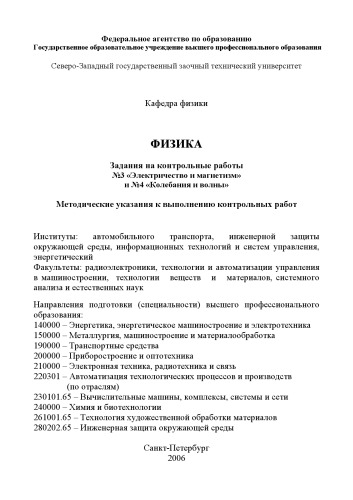 Федеральное агентство по образованию
Государственное образовательное учреждение высшего профессионального образования
Северо-Западный государственный заочный технический университет
Кафедра физики
ФИЗИКА
Задания на контрольные работы
№3 «Электричество и магнетизм»
и №4 «Колебания и волны»
Методические указания к выполнению контрольных работ
Институты: автомобильного транспорта, инженерной защиты
окружающей среды, информационных технологий и систем управления,
энергетический
Факультеты: радиоэлектроники, технологии и автоматизации управления
в машиностроении, технологии веществ и материалов, системного
анализа и естественных наук
Направления подготовки (специальности) высшего профессионального
образования:
140000 – Энергетика, энергетическое машиностроение и электротехника
150000 – Металлургия, машиностроение и материалообработка
190000 – Транспортные средства
200000 – Приборостроение и оптотехника
210000 – Электронная техника, радиотехника и связь
220301 – Автоматизация технологических процессов и производств
(по отраслям)
230101.65 – Вычислительные машины, комплексы, системы и сети
240000 – Химия и биотехнологии
261001.65 – Технология художественной обработки материалов
280202.65 – Инженерная защита окружающей среды
Санкт-Петербург
2006